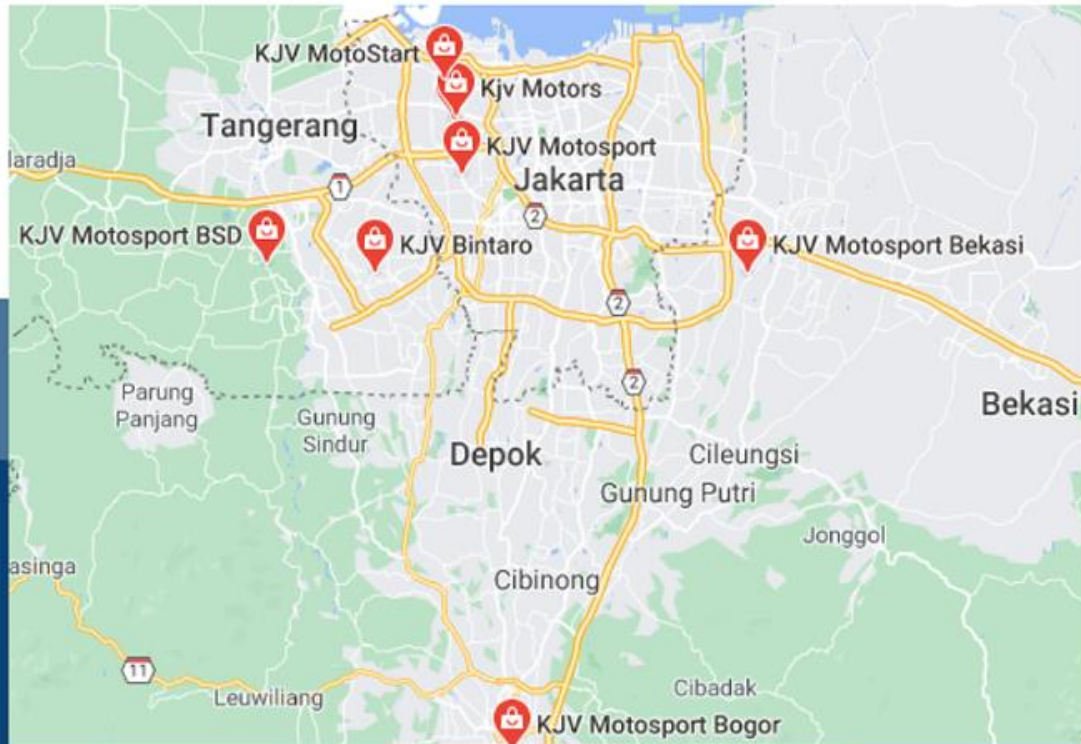 KJV MotoStart
Kjv Motors
Tangerang
KJV Motosport
laradja
Jakarta
1
2
KJV Motosport BSD
KJV Bintaro
KJV Motosport Bekasi
2
2
Parung
Panjang
Gunung
Sindur
Bekasi
Depok
Cileungsi
Gunung Putri
Jonggol
asinga
Cibinong
11
Leuwiliang
Cibadak
KJV Motosport Bogor